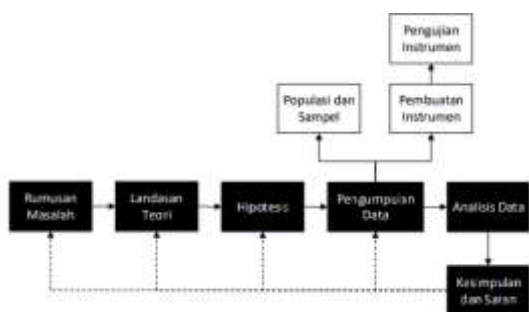 Pengujian
Instrumen
Populasi dan
Sampel
Pembuatan
Instrumen
Rumusan
Masalah
Landasan
Teori
Hipotesis
Pengumpulan
Data
Analisis Data
Kesimpulan
dan Saran